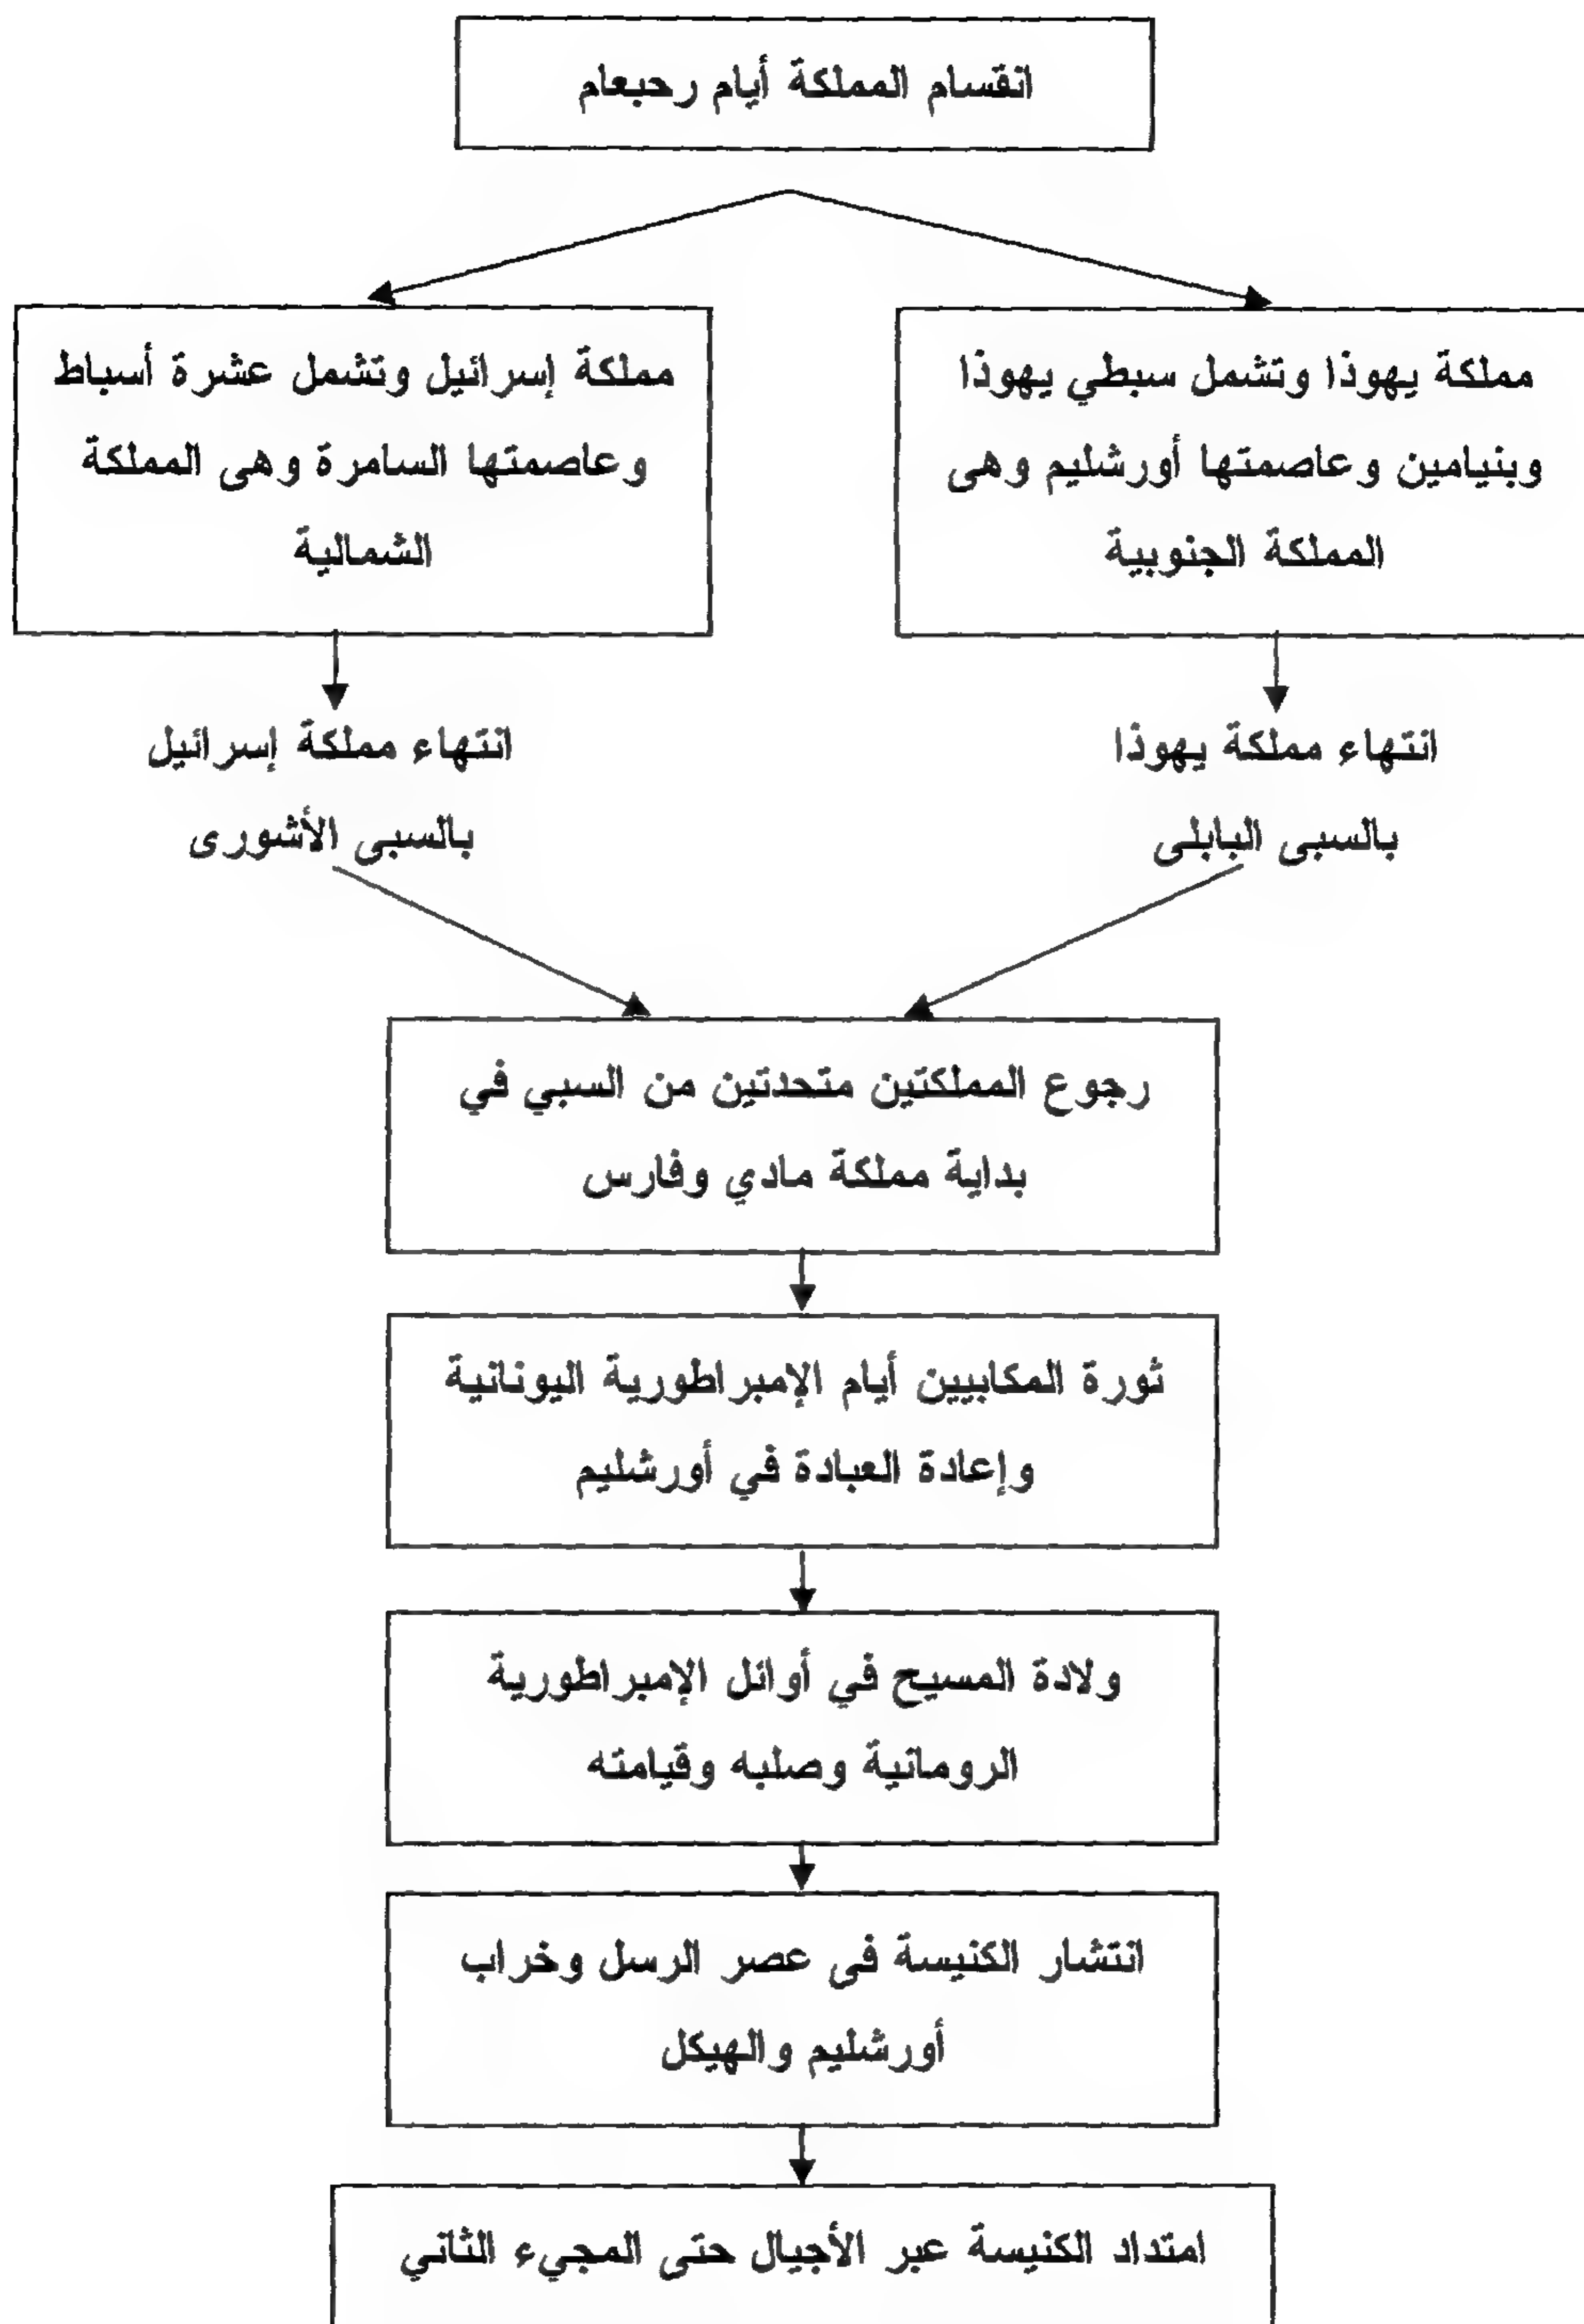 انقسام المملكة أيام رحبعام
مملكة يهوذا وتشمل سبطي يهوذا
وبنيامين وعاصمتها أورشليم وهى
المملكة الجنوبية
مملكة إسرائيل وتشمل عشرة أسباط
وعاصمتها السامرة وهى المملكة
الشمالية
انتهاء مملكة يهوذا
بالسبى البابلى
انتهاء مملكة إسرائيل
بالسبى الأشورى
رجوع المملكتين متحدتين من السبي في
بداية مملكة مادي وفارس
ثورة المكابيين أيام الإمبراطورية اليونانية
وإعادة العبادة في أورشليم
ولادة المسيح في أوائل الإمبراطورية
الرومانية وصلبه وقيامته
انتشار الكنيسة فى عصر الرسل وخراب
أورشليم والهيكل
امتداد الكنيسة عبر الأجيال حتى المجيء الثاني